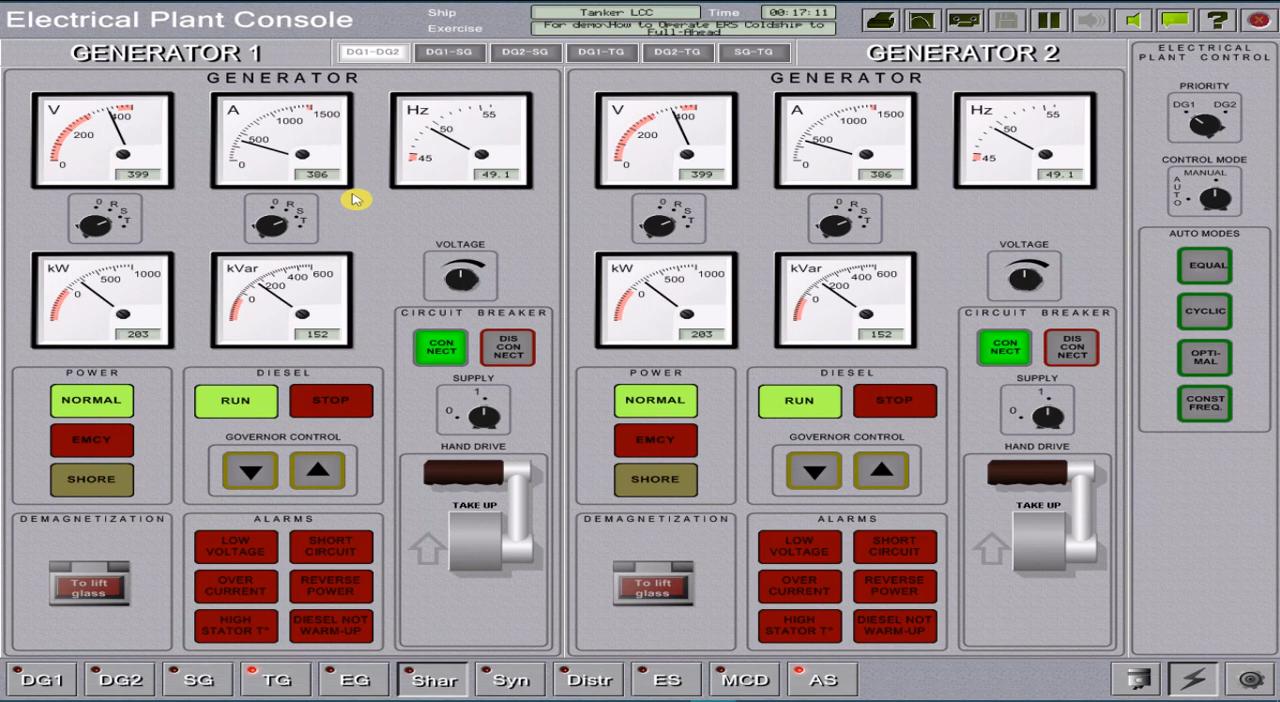 Electrical Plant Console
Ship
Tanker LCC
Time
00:17:11
Exercise
For demo.How to Operate ERS Coldship to
Full-Ahead
GENERATOR 1
DG1-DG2
DG1-SG
DG2-SG
DG1-TG
DG2-TG
SG-TG
GENERATOR 2
GENERATOR
V
0
200
400
399
A
0
500
1000
1500
386
Hz
45
50
55
49.1
0 R S T
0 R S T
kW
0
500
1000
203
kVar
0
200
400
600
152
VOLTAGE
CIRCUIT BREAKER
CON
NECT
DIS
CON
NECT
POWER
NORMAL
EMCY
SHORE
DIESEL
RUN
STOP
GOVERNOR CONTROL
SUPPLY
0
1
HAND DRIVE
TAKE UP
DEMAGNETIZATION
To lift
glass
ALARMS
LOW
VOLTAGE
SHORT
CIRCUIT
OVER
CURRENT
REVERSE
POWER
HIGH
STATOR T°
DIESEL NOT
WARM-UP
GENERATOR
V
0
200
400
399
A
0
500
1000
1500
386
Hz
45
50
55
49.1
0 R S T
0 R S T
kW
0
500
1000
203
kVar
0
200
400
600
152
VOLTAGE
CIRCUIT BREAKER
CON
NECT
DIS
CON
NECT
POWER
NORMAL
EMCY
SHORE
DIESEL
RUN
STOP
GOVERNOR CONTROL
SUPPLY
0
1
HAND DRIVE
TAKE UP
DEMAGNETIZATION
To lift
glass
ALARMS
LOW
VOLTAGE
SHORT
CIRCUIT
OVER
CURRENT
REVERSE
POWER
HIGH
STATOR T°
DIESEL NOT
WARM-UP
ELECTRICAL
PLANT CONTROL
PRIORITY
DG1 DG2
CONTROL MODE
MANUAL
AUTO
AUTO MODES
EQUAL
CYCLIC
OPTI-
MAL
CONST
FREQ.
DG1
DG2
SG
TG
EG
Shar
Syn
Distr
ES
MCD
AS